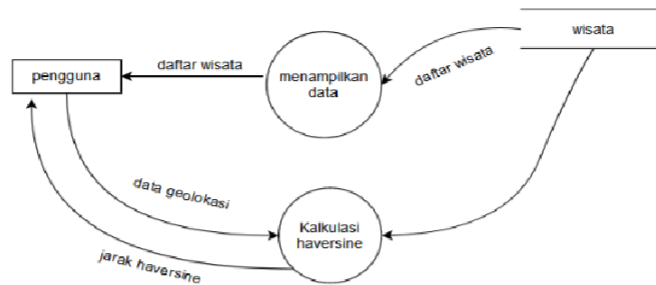 wisata
daftar wisata
daftar wisata
pengguna
menampilkan
data
data geolokasi
Kalkulasi
haversine
jarak haversine